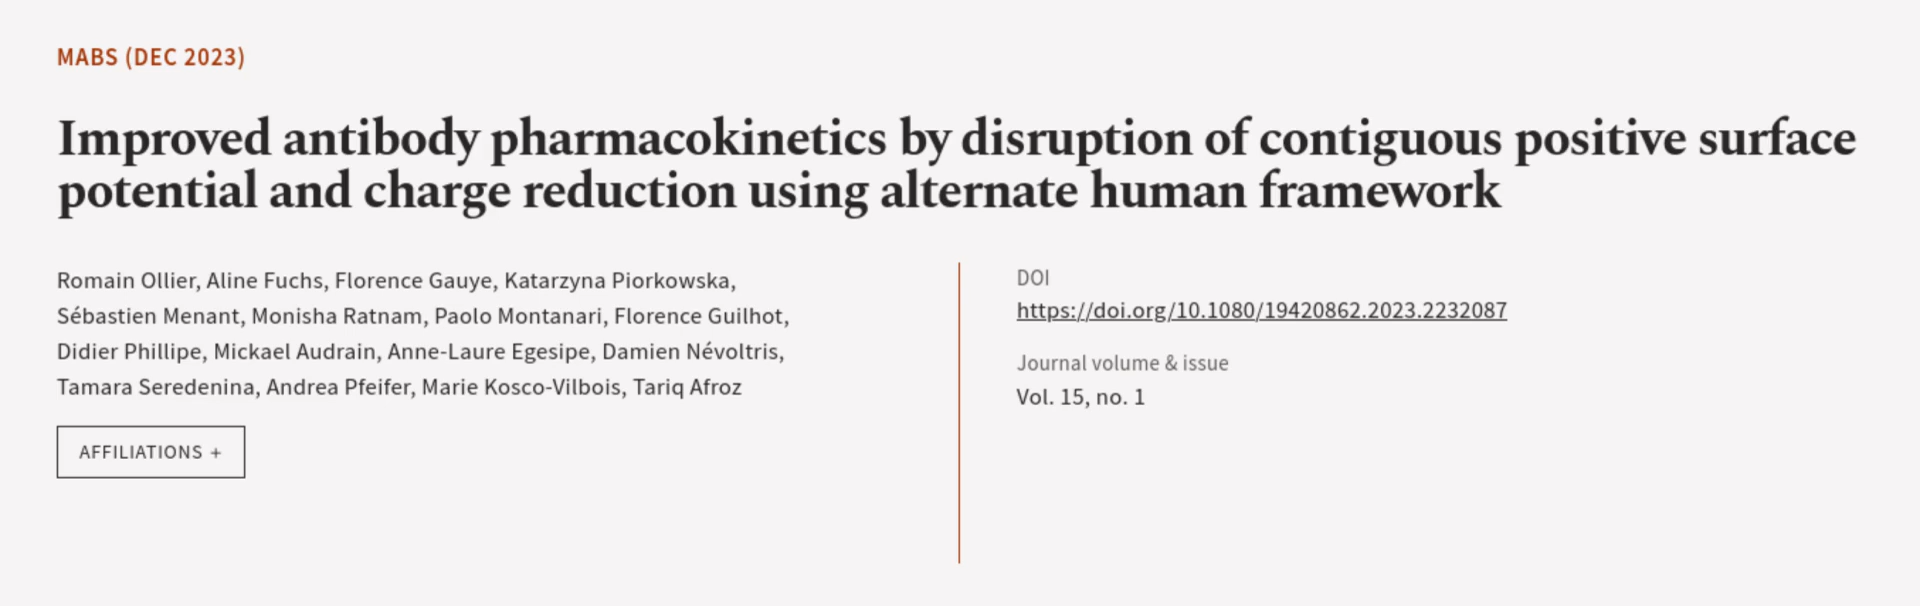 MABS (DEC 2023)
Improved antibody pharmacokinetics by disruption of contiguous positive surface
potential and charge reduction using alternate human framework
Romain Ollier, Aline Fuchs, Florence Gauye, Katarzyna Piorkowska,
Sébastien Menant, Monisha Ratnam, Paolo Montanari, Florence Guilhot,
Didier Phillipe, Mickael Audrain, Anne-Laure Egesipe, Damien Névoltris,
Tamara Seredenina, Andrea Pfeifer, Marie Kosco-Vilbois, Tariq Afroz
AFFILIATIONS +
DOI
https://doi.org/10.1080/19420862.2023.2232087
Journal volume & issue
Vol. 15, no. 1